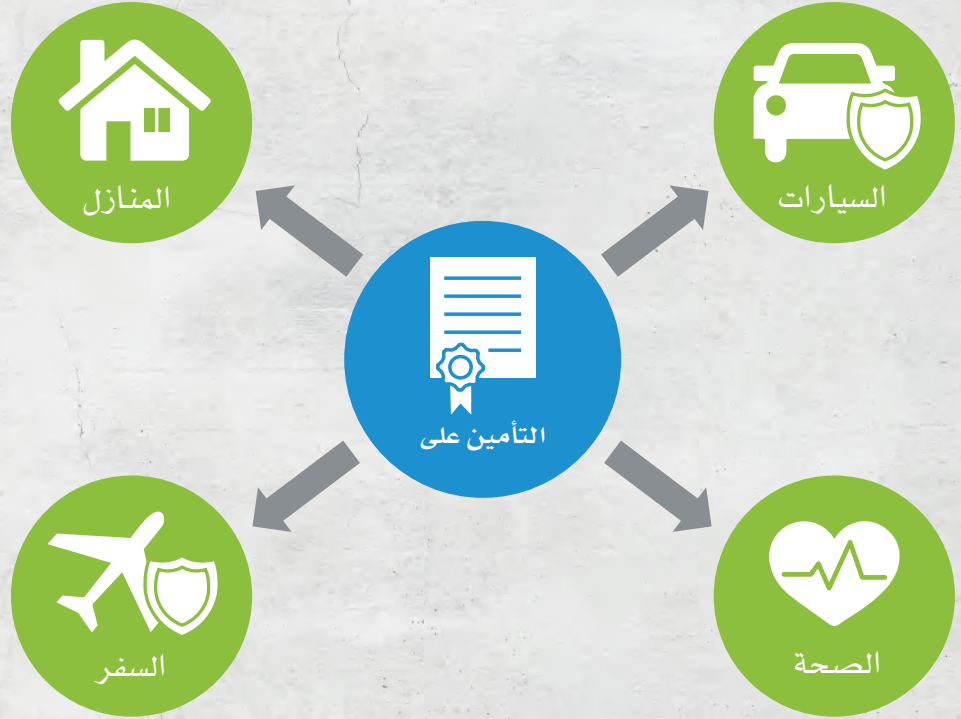 السيارات
المنازل
التأمين على
الصحة
السفر